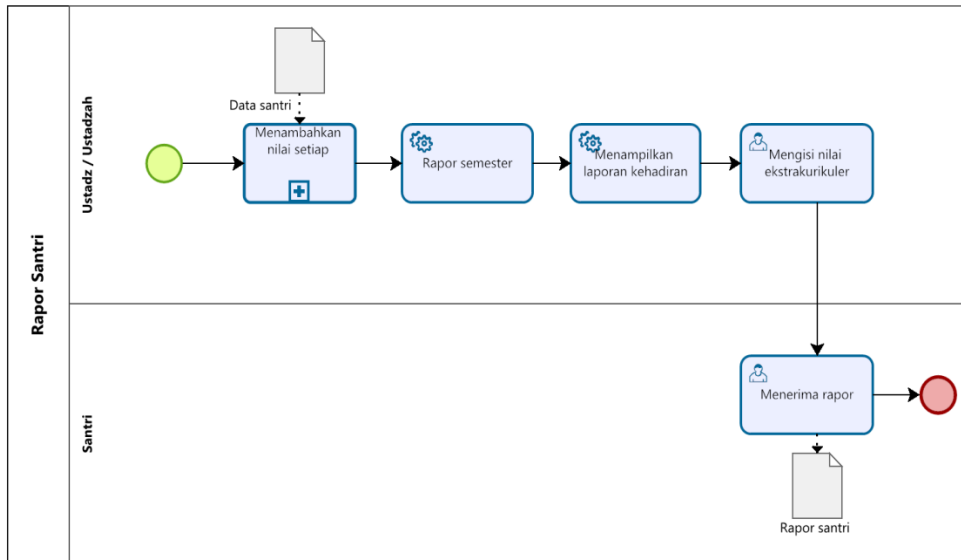 Rapor Santri
Ustadz / Ustadzah
Data santri
Menambahkan
nilai setiap
Rapor semester
Menampilkan
laporan kehadiran
Mengisi nilai
ekstrakurikuler
Santri
Menerima rapor
Rapor santri